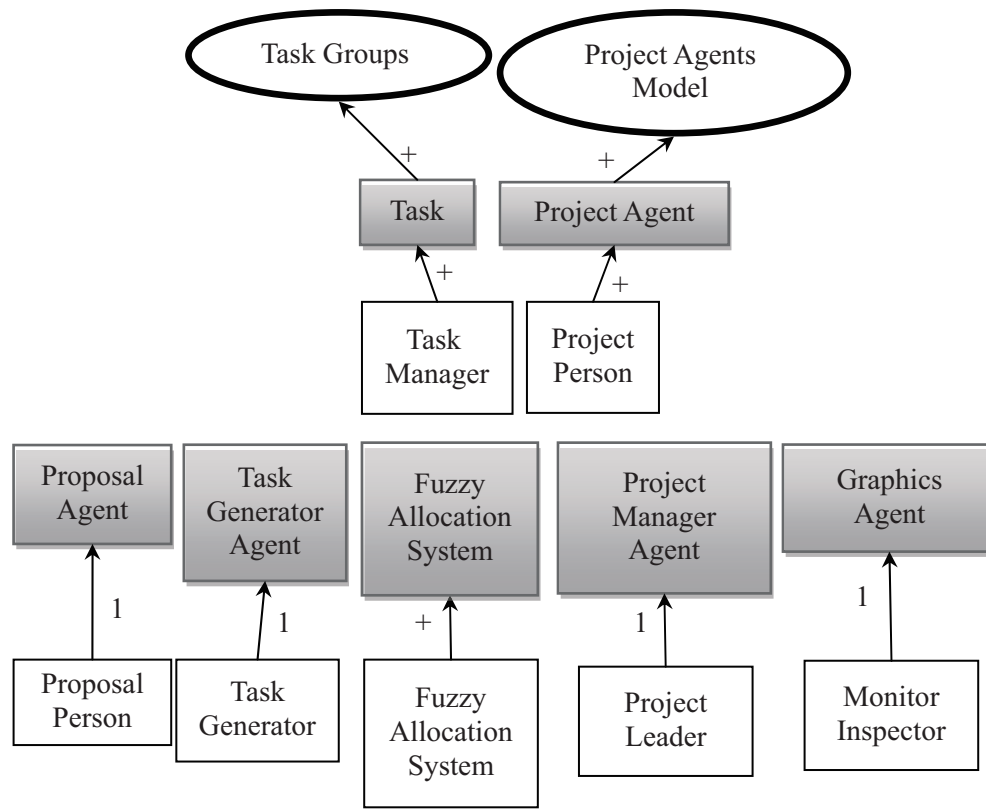 Task Groups
Project Agents
Model
+
+
Task
Project Agent
+
+
Task
Manager
Project
Person
Proposal
Agent
Task
Generator
Agent
Fuzzy
Allocation
System
Project
Manager
Agent
Graphics
Agent
1
1
+
1
1
Proposal
Person
Task
Generator
Fuzzy
Allocation
System
Project
Leader
Monitor
Inspector